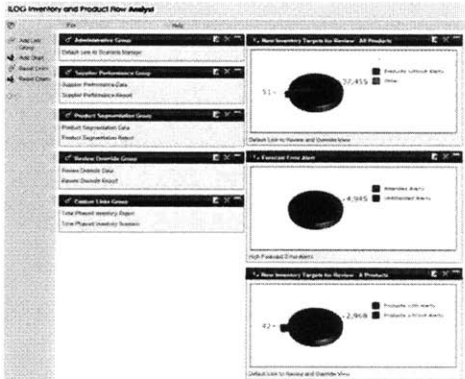 ILOG Inventory and Product Flow Analyst
File
Help
Add Link
Group
Add Chart
Reset Links
Reset Charts
Administrative Group
Default Link to Scenario Manager
Supplier Performance Group
Supplier Performance Data
Supplier Performance Report
Product Segmentation Group
Product Segmentation Data
Product Segmentation Report
Review Override Group
Review Override Data
Review Override Report
Custom Links Group
Time Phased Inventory Report
Time Phased Inventory Scenario
New Inventory Targets for Review - All Products
51
37,455
Products without Alerts
Default Link to Review and Override View
Forecast Error Alert
4,945
Attended Alerts
Unattended Alerts
High Forecast Error Alerts
New Inventory Targets for Review - A Products
42
2,068
Products with Alerts
Products without Alerts
Default Link to Review and Override View